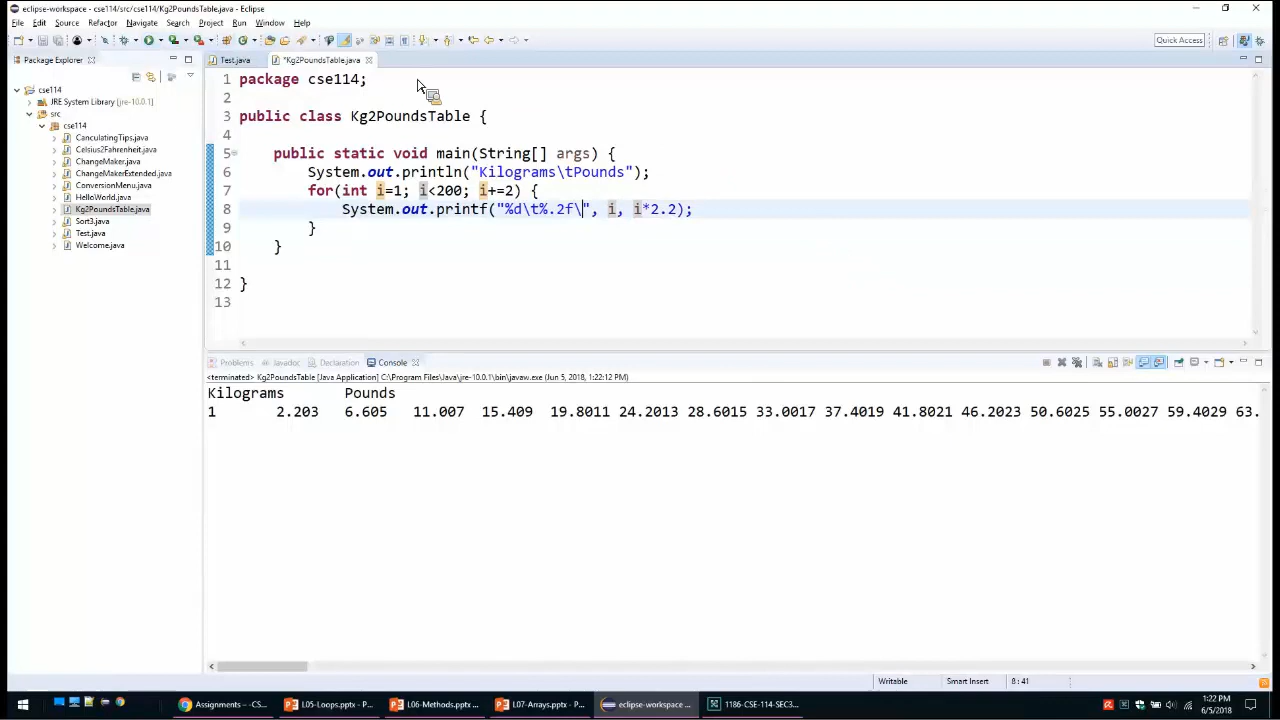 eclipse-workspace - cse114/src/cse114/Kg2PoundsTable.java - Eclipse
File Edit Source Refactor Navigate Search Project Run Window Help
Quick Access
Package Explorer
Test.java *Kg2PoundsTable.java
cse114
JRE System Library [jre-10.0.1]
src
cse114
CanculatingTips.java
Celsius2Fahrenheit.java
ChangeMaker.java
ChangeMakerExtended.java
ConversionMenu.java
HelloWorld.java
Kg2PoundsTable.java
Sort3.java
Test.java
Welcome.java
1 package cse114;
2
3 public class Kg2PoundsTable {
4
5 public static void main(String[] args) {
6 System.out.println("Kilograms\tPounds");
7 for(int i=1; i<200; i+=2) {
8 System.out.printf("%d\t%.2f\", i, i*2.2);
9 }
10 }
11
12 }
13
Problems Javadoc Declaration Console
<terminated> Kg2PoundsTable [Java Application] C:\Program Files\Java\jre-10.0.1\bin\javaw.exe (Jun 5, 2018, 1:22:12 PM)
Kilograms Pounds
1 2.203 6.605 11.007 15.409 19.8011 24.2013 28.6015 33.0017 37.4019 41.8021 46.2023 50.6025 55.0027 59.4029 63.
Writable Smart Insert 8 : 41
Assignments – -CS... L05-Loops.pptx - P... L06-Methods.pptx ... L07-Arrays.pptx - P... eclipse-workspace ... 1186-CSE-114-SEC3...
1:22 PM
6/5/2018